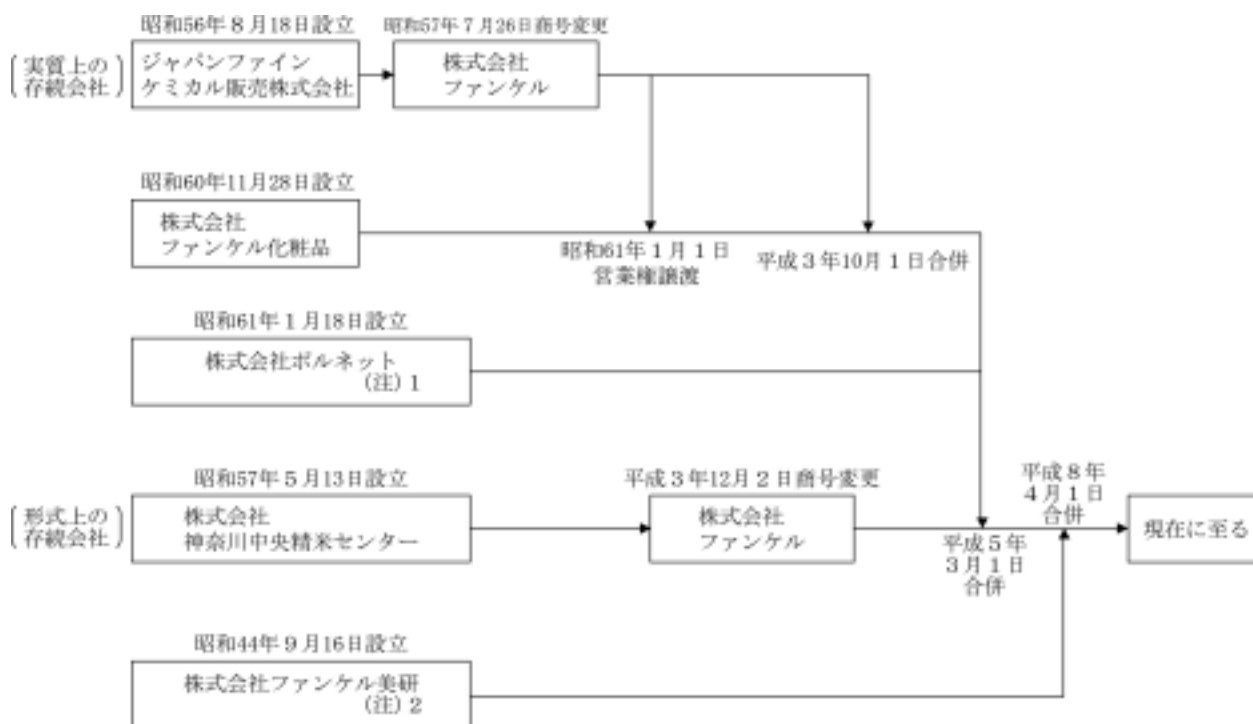 昭和56年8月18日設立
昭和57年7月26日商号変更
実質上の
存続会社
ジャパンファイン
ケミカル販売株式会社
株式会社
ファンケル
昭和60年11月28日設立
株式会社
ファンケル化粧品
昭和61年1月1日
営業権譲渡
平成3年10月1日合併
昭和61年1月18日設立
株式会社ボルネット
(注) 1
昭和57年5月13日設立
平成3年12月2日商号変更
平成8年
4月1日
合併
形式上の
存続会社
株式会社
神奈川中央精米センター
株式会社
ファンケル
現在に至る
平成5年
3月1日
合併
昭和44年9月16日設立
株式会社ファンケル美研
(注) 2